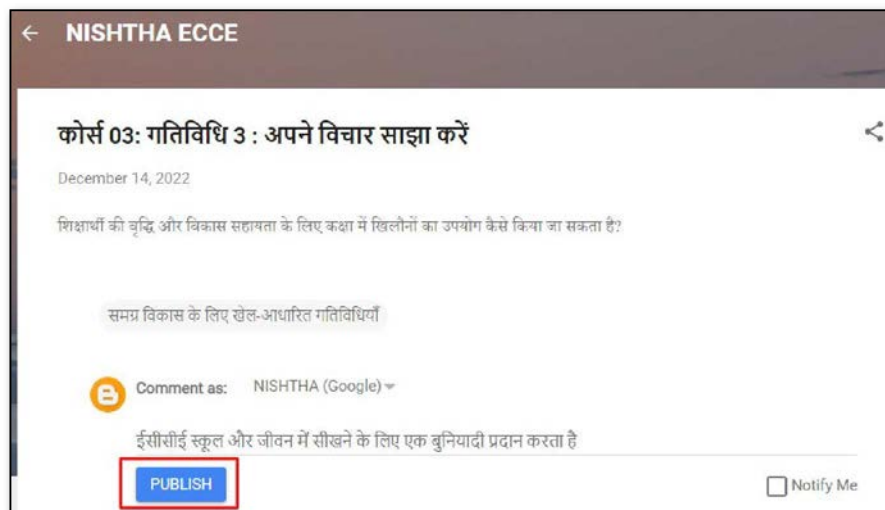 NISHTHA ECCE
कोर्स 03: गतिविधि 3 : अपने विचार साझा करें
December 14, 2022
शिक्षार्थी की वृद्धि और विकास सहायता के लिए कक्षा में खिलौनों का उपयोग कैसे किया जा सकता है?
समग्र विकास के लिए खेल-आधारित गतिविधियाँ
Comment as: NISHTHA (Google)
ईसीसीई स्कूल और जीवन में सीखने के लिए एक बुनियादी प्रदान करता है
PUBLISH Notify Me